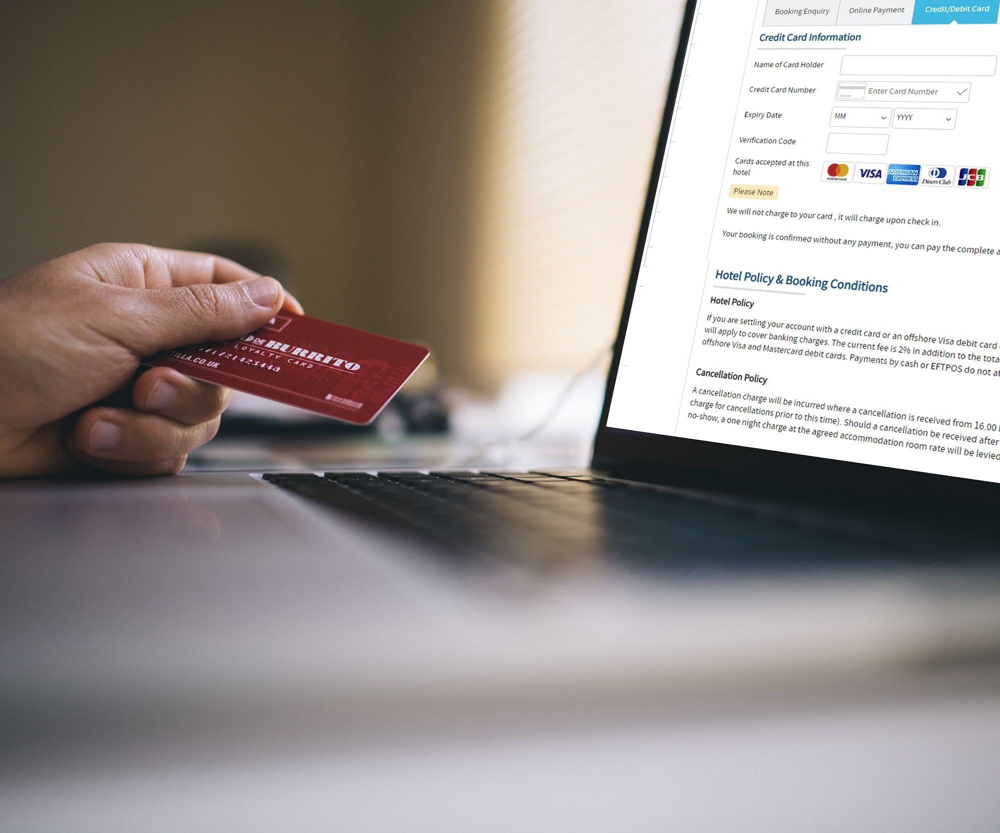 Booking Enquiry
Online Payment
Credit/Debit Card
Credit Card Information
Name of Card Holder
Credit Card Number
Enter Card Number
Expiry Date
MM
YYYY
Verification Code
Cards accepted at this
hotel
mastercard
VISA
AMERICAN
EXPRESS
Diners Club
JCB
Please Note
We will not charge to your card , it will charge upon check in.
Your booking is confirmed without any payment, you can pay the complete a
Hotel Policy & Booking Conditions
Hotel Policy
If you are settling your account with a credit card or an offshore Visa debit card
will apply to cover banking charges. The current fee is 2% in addition to the tota
offshore Visa and Mastercard debit cards. Payments by cash or EFTPOS do not at
Cancellation Policy
A cancellation charge will be incurred where a cancellation is received from 16.00
charge for cancellations prior to this time). Should a cancellation be received after
no-show, a one night charge at the agreed accommodation room rate will be levied
DE BURRITO
LOYALTY CARD
TILLA.CO.UK